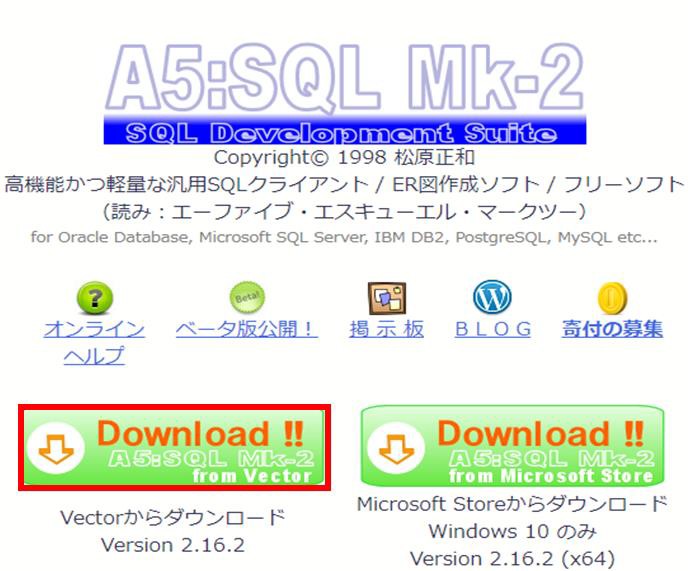 A5:SQL Mk-2
SQL Development Suite
Copyright© 1998 松原正和
高機能かつ軽量な汎用SQLクライアント / ER図作成ソフト / フリーソフト
（読み：エーファイブ・エスキューエル・マークツー）
for Oracle Database, Microsoft SQL Server, IBM DB2, PostgreSQL, MySQL etc...
?
Beta!
オンライン
ヘルプ
ベータ版公開！
掲 示 板
B L O G
寄付の募集
Download !!
A5:SQL Mk-2
from Vector
Vectorからダウンロード
Version 2.16.2
Download !!
A5:SQL Mk-2
from Microsoft Store
Microsoft Storeからダウンロード
Windows 10 のみ
Version 2.16.2 (x64)